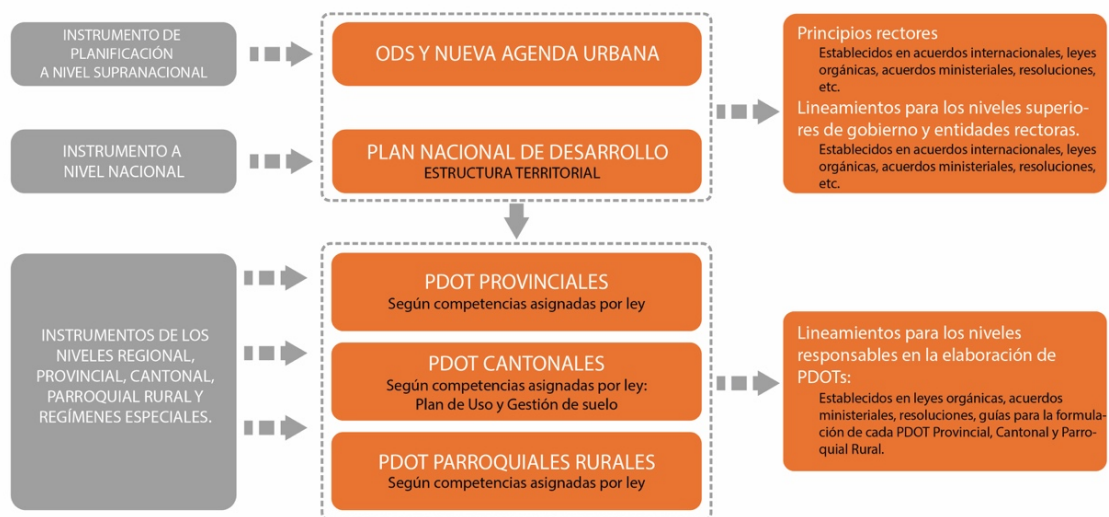 INSTRUMENTO DE
PLANIFICACIÓN
A NIVEL SUPRANACIONAL
ODS Y NUEVA AGENDA URBANA
Principios rectores
Establecidos en acuerdos internacionales, leyes
orgánicas, acuerdos ministeriales, resoluciones,
etc.
Lineamientos para los niveles superio-
res de gobierno y entidades rectoras.
Establecidos en acuerdos internacionales, leyes
orgánicas, acuerdos ministeriales, resoluciones,
etc.
INSTRUMENTO A
NIVEL NACIONAL
PLAN NACIONAL DE DESARROLLO
ESTRUCTURA TERRITORIAL
INSTRUMENTOS DE LOS
NIVELES REGIONAL,
PROVINCIAL, CANTONAL,
PARROQUIAL RURAL Y
REGÍMENES ESPECIALES.
PDOT PROVINCIALES
Según competencias asignadas por ley
PDOT CANTONALES
Según competencias asignadas por ley:
Plan de Uso y Gestión de suelo
PDOT PARROQUIALES RURALES
Según competencias asignadas por ley
Lineamientos para los niveles
responsables en la elaboración de
PDOTs:
Establecidos en leyes orgánicas, acuerdos
ministeriales, resoluciones, guías para la formula-
ción de cada PDOT Provincial, Cantonal y Parro-
quial Rural.